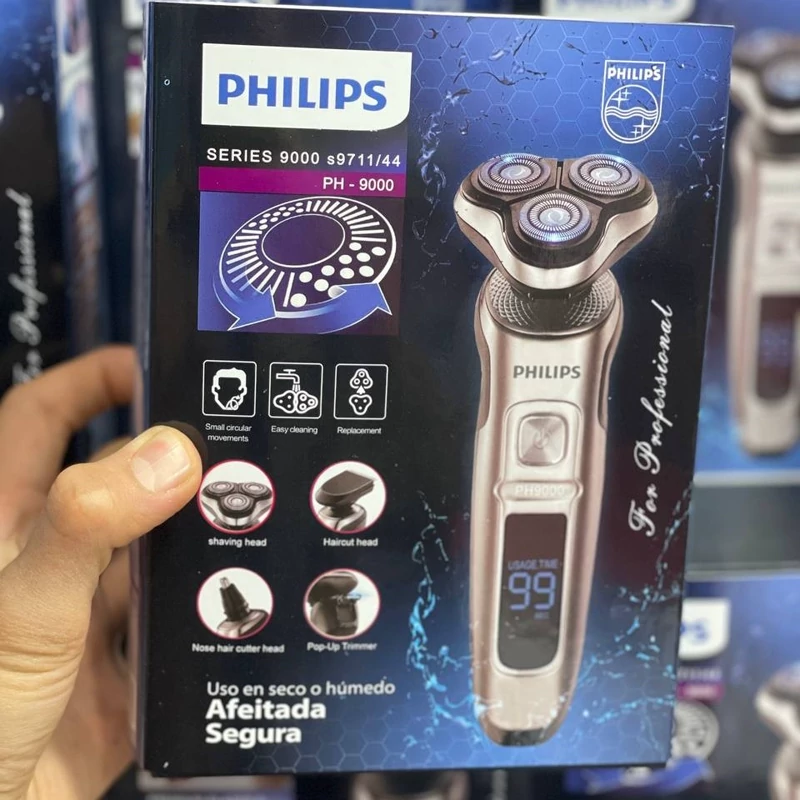 PHILIPS
SERIES 9000 s9711/44
PH - 9000
PHILIPS
Small circular
movements
Easy cleaning
Replacement
shaving head
Haircut head
Nose hair cutter head
Pop-Up Trimmer
Uso en seco o húmedo
Afeitada
Segura
PHILIPS
PH9000
USAGE.TIME
99
For Professional
For Professional